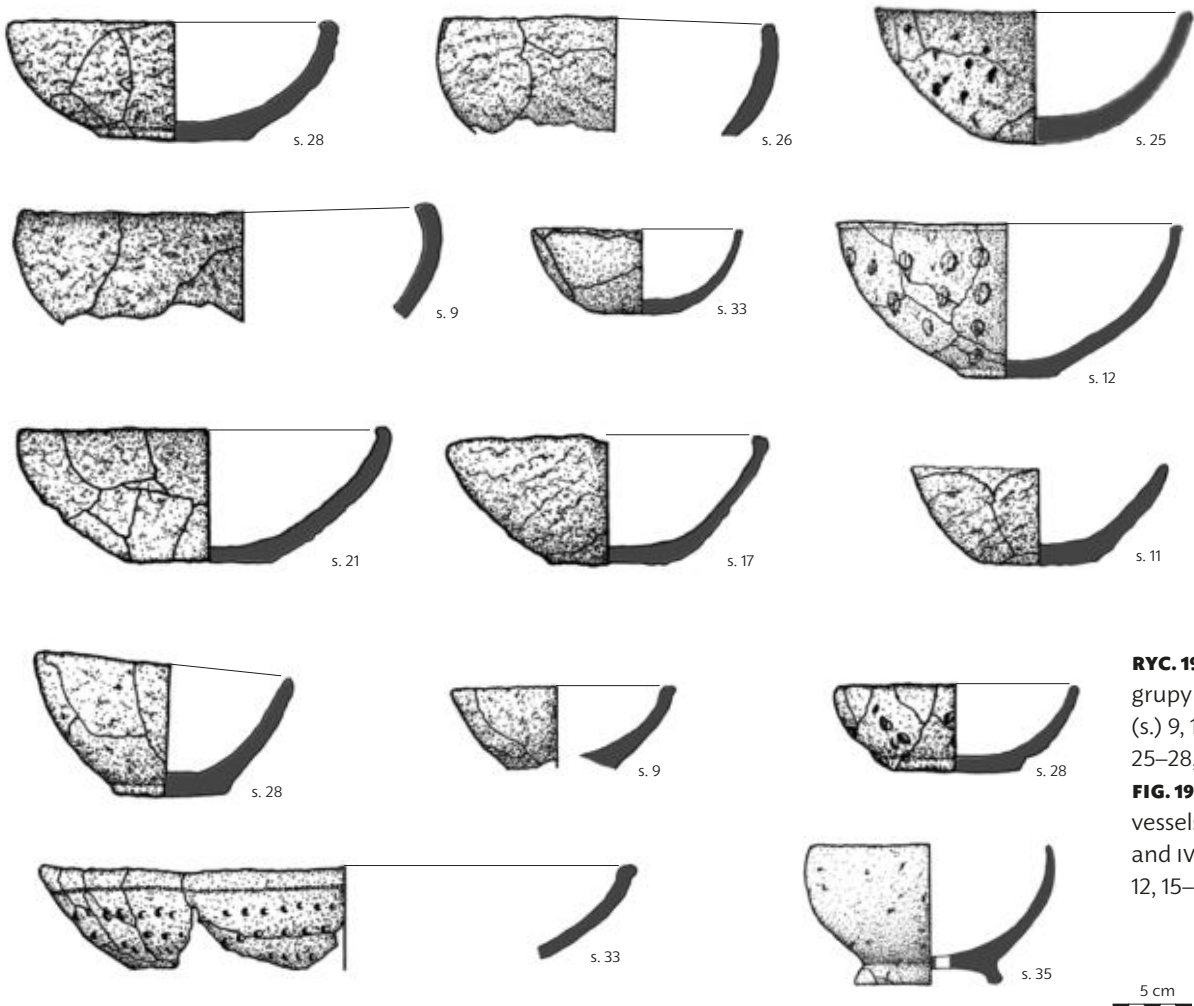 s. 28
s. 26
s. 25
s. 9
s. 33
s. 12
s. 21
s. 17
s. 11
s. 28
s. 9
s. 28
s. 33
s. 35
RYC. 19
grupy
(s.) 9, 1
25–28,
FIG. 19
vessels
and IV
12, 15–
5 cm